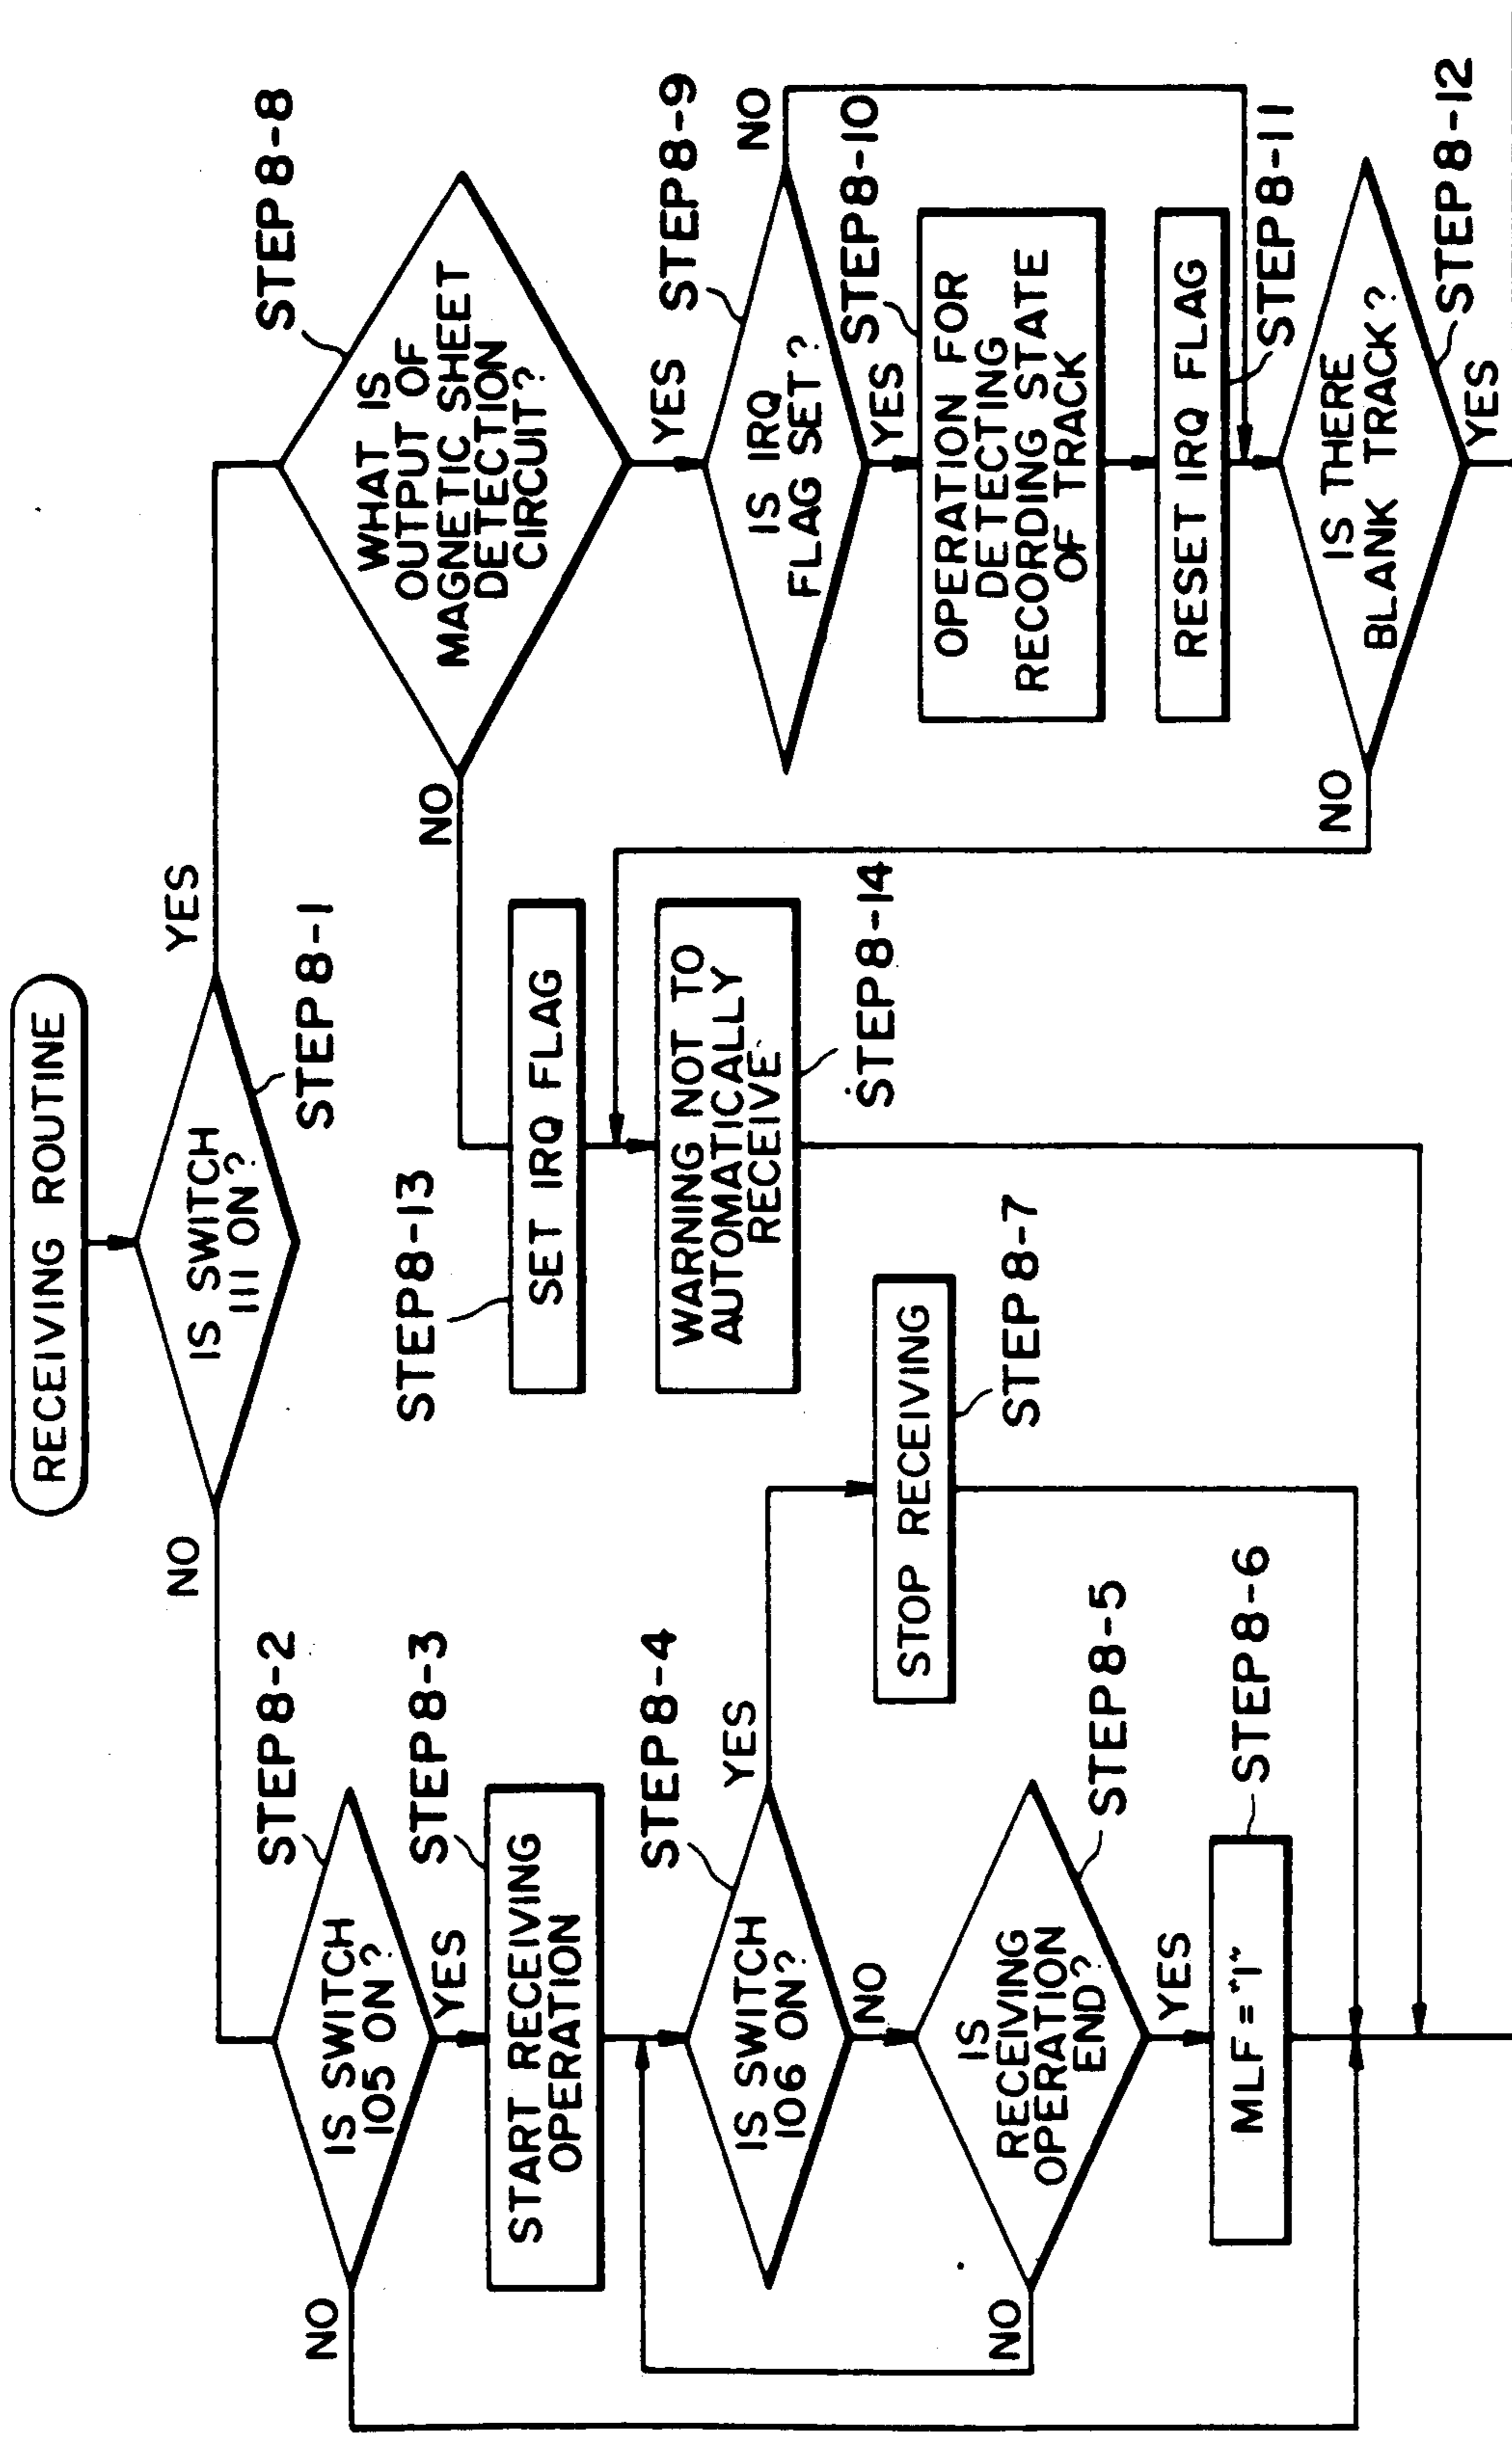 RECEIVING ROUTINE
IS SWITCH
111 ON?
STEP 8-1
NO
YES
STEP 8-2
IS SWITCH
105 ON?
NO
YES
STEP 8-3
START RECEIVING
OPERATION
STEP 8-4
IS SWITCH
106 ON?
YES
NO
STOP RECEIVING
STEP 8-7
IS
RECEIVING
OPERATION
END?
STEP 8-5
NO
YES
MLF = "1"
STEP 8-6
STEP 8-8
WHAT IS
OUTPUT OF
MAGNETIC SHEET
DETECTION
CIRCUIT?
NO
YES
STEP 8-13
SET IRQ FLAG
WARNING NOT TO
AUTOMATICALLY
RECEIVE
STEP 8-14
STEP 8-9
IS IRQ
FLAG SET?
NO
YES
STEP 8-10
OPERATION FOR
DETECTING
RECORDING STATE
OF TRACK
RESET IRQ FLAG
STEP 8-11
IS THERE
BLANK TRACK?
NO
STEP 8-12
YES